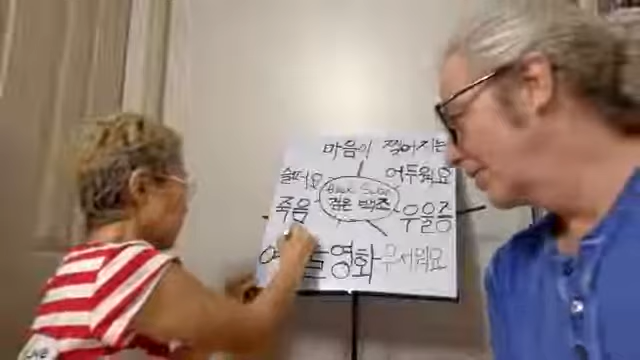 마음이 찢어지는
슬퍼요 어두워요
Black Swan
검은 백조
죽음 우울증
영화 무서워요
Love